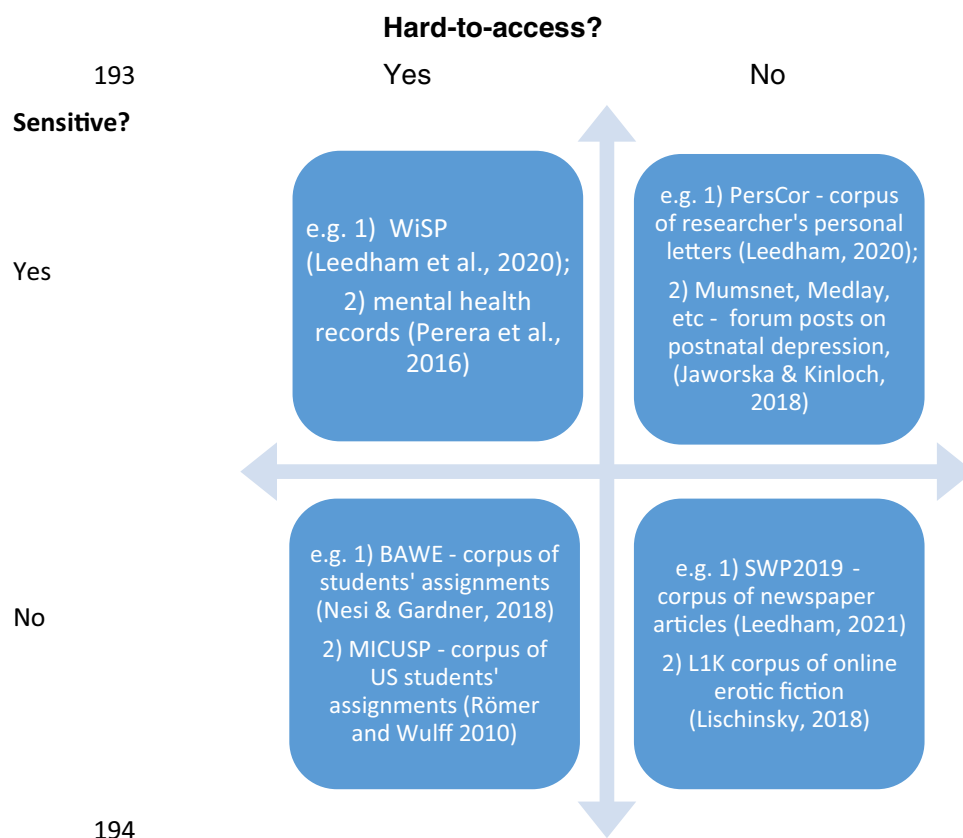 Hard-to-access?
193 Yes No
Sensitive?
Yes
e.g. 1) WiSP
(Leedham et al., 2020);
2) mental health
records (Perera et al.,
2016)
e.g. 1) PersCor - corpus
of researcher's personal
letters (Leedham, 2020);
2) Mumsnet, Medlay,
etc - forum posts on
postnatal depression,
(Jaworska & Kinloch,
2018)
No
e.g. 1) BAWE - corpus of
students' assignments
(Nesi & Gardner, 2018)
2) MICUSP - corpus of
US students'
assignments (Römer
and Wulff 2010)
e.g. 1) SWP2019 -
corpus of newspaper
articles (Leedham, 2021)
2) L1K corpus of online
erotic fiction
(Lischinsky, 2018)
194